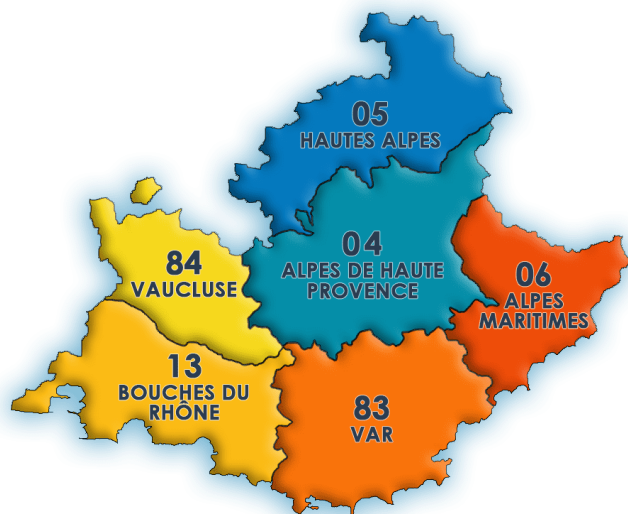 05
HAUTES ALPES
04
ALPES DE HAUTE
PROVENCE
84
VAUCLUSE
06
ALPES
MARITIMES
13
BOUCHES DU
RHÔNE
83
VAR